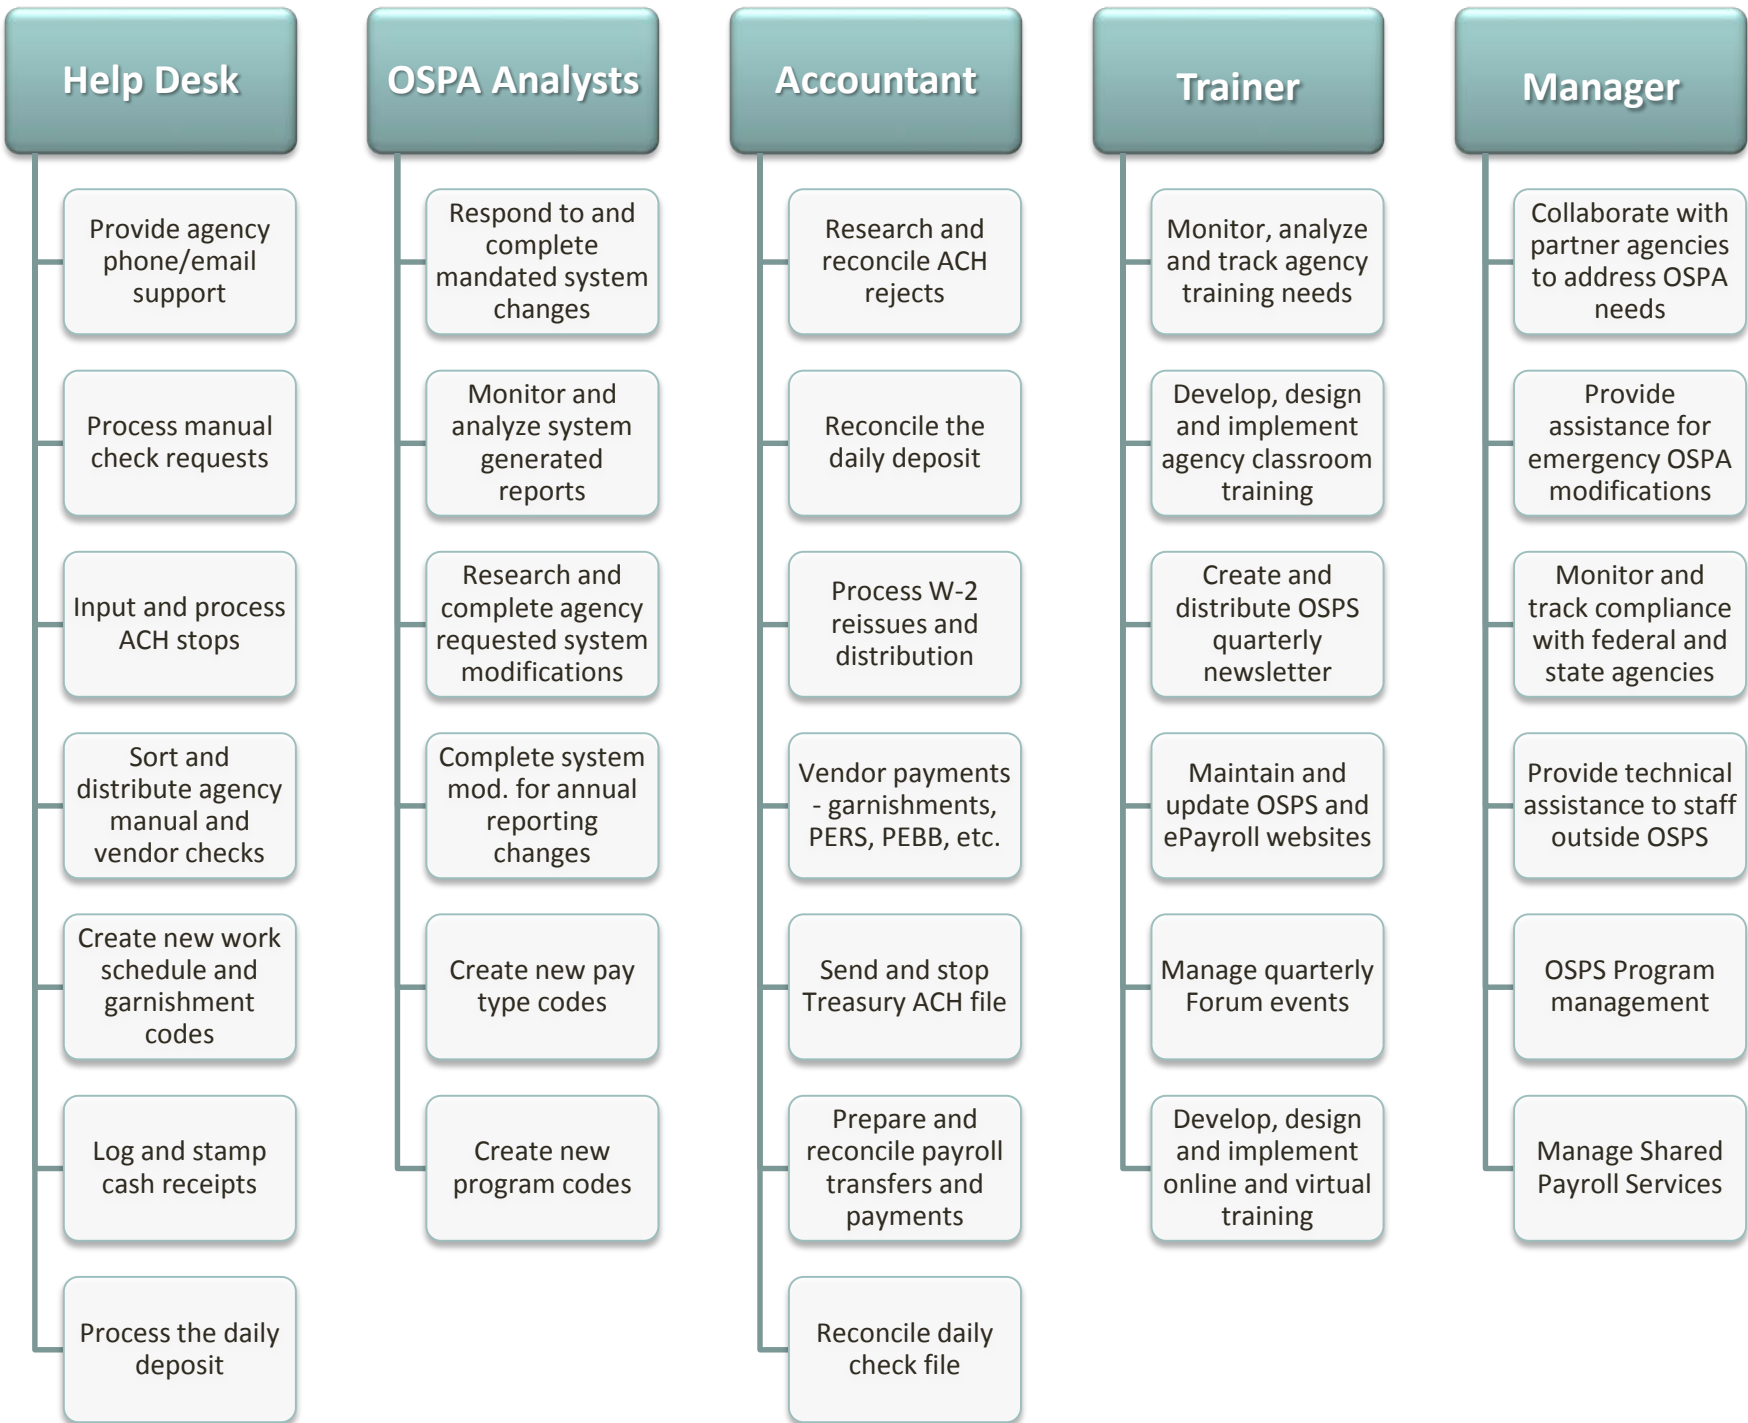 Help Desk
Provide agency
phone/email
support
Process manual
check requests
Input and process
ACH stops
Sort and
distribute agency
manual and
vendor checks
Create new work
schedule and
garnishment
codes
Log and stamp
cash receipts
Process the daily
deposit
OSPA Analysts
Respond to and
complete
mandated system
changes
Monitor and
analyze system
generated
reports
Research and
complete agency
requested system
modifications
Complete system
mod. for annual
reporting
changes
Create new pay
type codes
Create new
program codes
Accountant
Research and
reconcile ACH
rejects
Reconcile the
daily deposit
Process W-2
reissues and
distribution
Vendor payments
- garnishments,
PERS, PEBB, etc.
Send and stop
Treasury ACH file
Prepare and
reconcile payroll
transfers and
payments
Reconcile daily
check file
Trainer
Monitor, analyze
and track agency
training needs
Develop, design
and implement
agency classroom
training
Create and
distribute OSPS
quarterly
newsletter
Maintain and
update OSPS and
ePayroll websites
Manage quarterly
Forum events
Develop, design
and implement
online and virtual
training
Manager
Collaborate with
partner agencies
to address OSPA
needs
Provide
assistance for
emergency OSPA
modifications
Monitor and
track compliance
with federal and
state agencies
Provide technical
assistance to staff
outside OSPS
OSPS Program
management
Manage Shared
Payroll Services